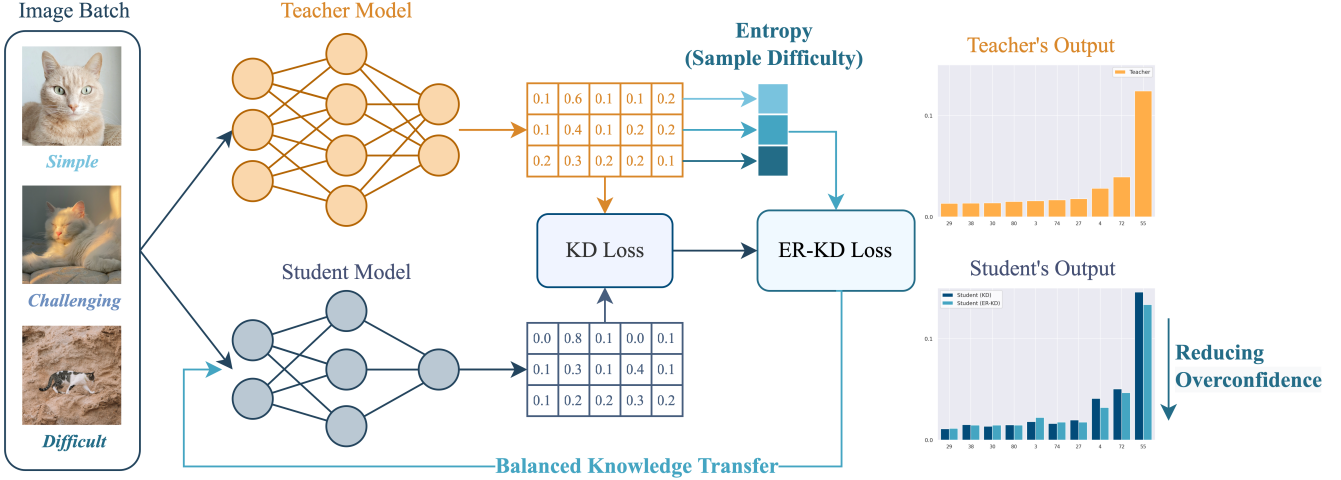 Image Batch
Simple
Challenging
Difficult
Teacher Model
Student Model
0.1 0.6 0.1 0.1 0.2
0.1 0.4 0.1 0.2 0.2
0.2 0.3 0.2 0.2 0.1
Entropy
(Sample Difficulty)
KD Loss
ER-KD Loss
0.0 0.8 0.1 0.0 0.1
0.1 0.3 0.1 0.4 0.1
0.1 0.2 0.2 0.3 0.2
Balanced Knowledge Transfer
Teacher's Output
Teacher
0.1
0.0
29 38 30 80 3 74 27 4 72 55
Student's Output
Student (KD)
Student (ER-KD)
0.1
0.0
29 38 30 80 3 74 27 4 72 55
Reducing
Overconfidence